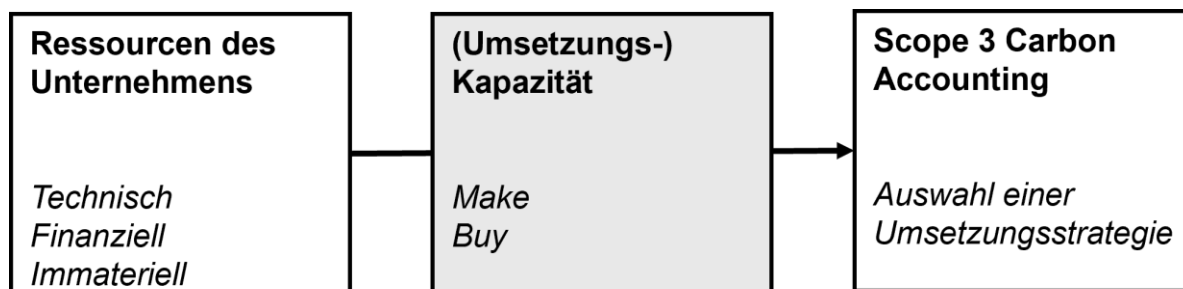 Ressourcen des
Unternehmens
Technisch
Finanziell
Immateriell
(Umsetzungs-)
Kapazität
Make
Buy
Scope 3 Carbon
Accounting
Auswahl einer
Umsetzungsstrategie